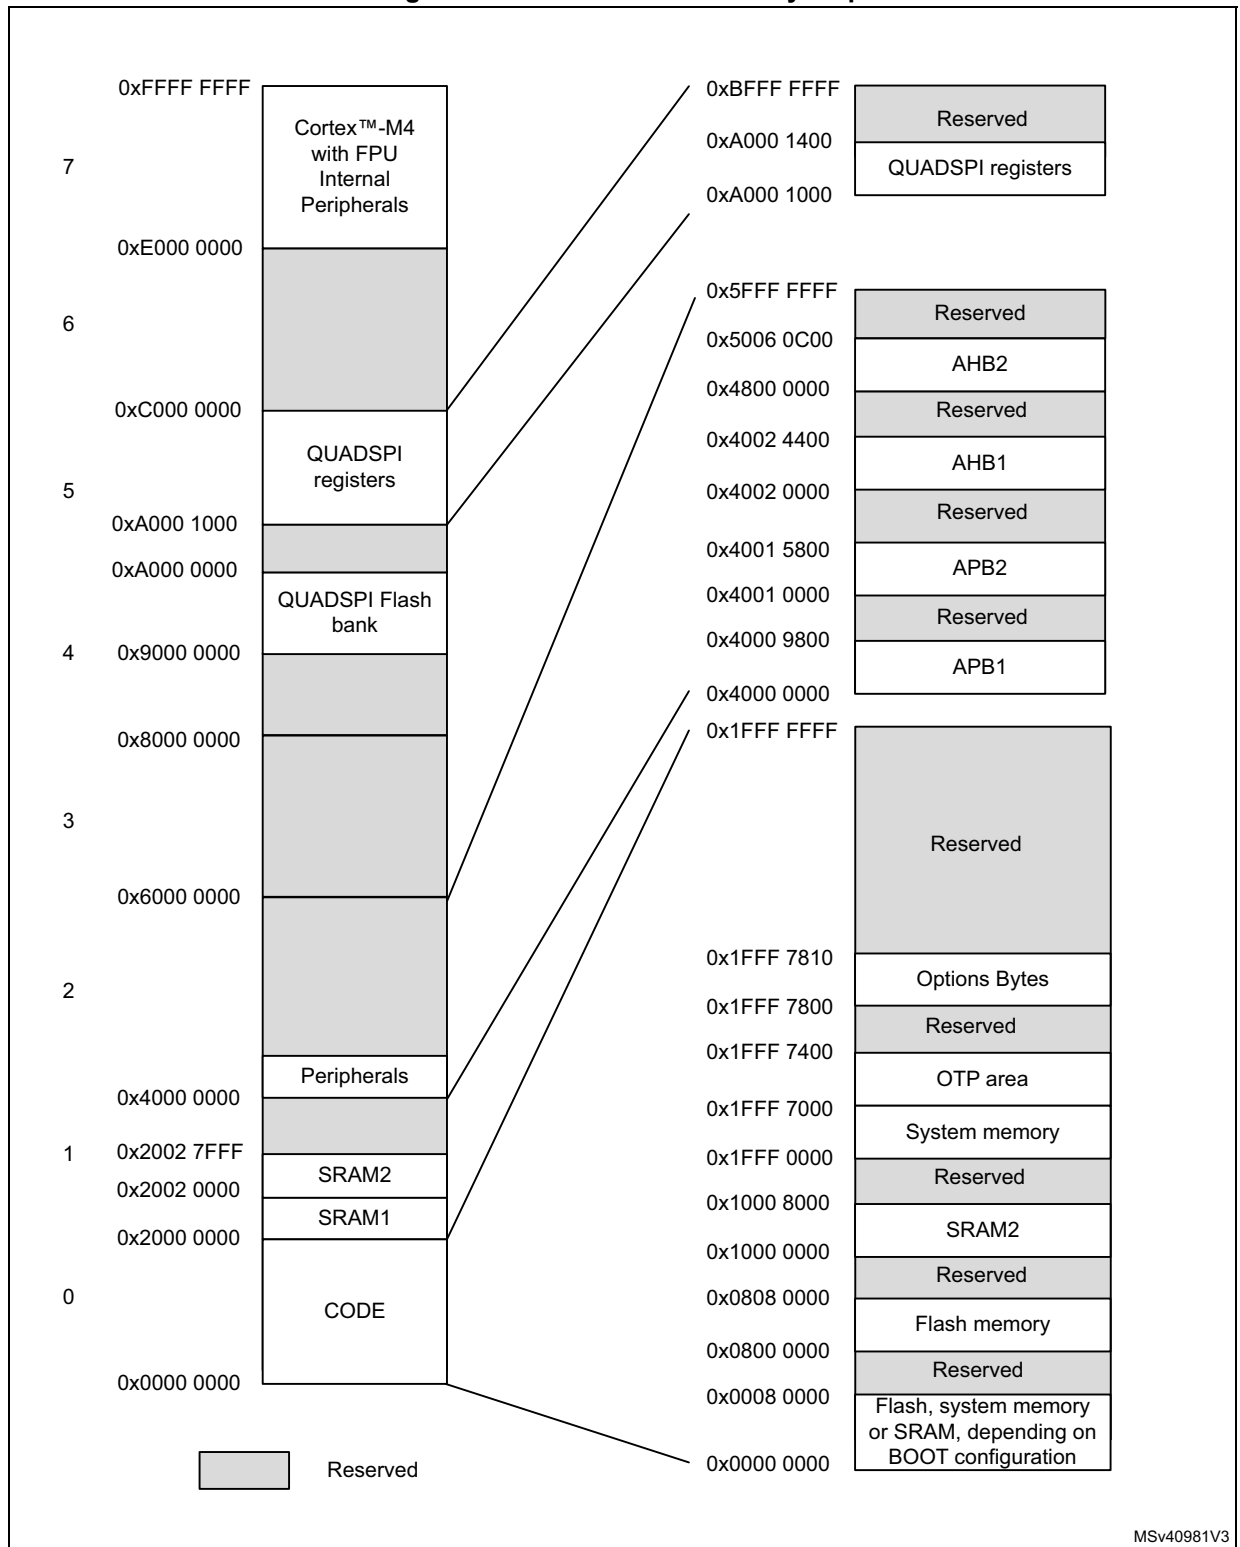 0xFFFF FFFF
Cortex™-M4
with FPU
Internal
Peripherals
7
0xE000 0000
6
0xC000 0000
QUADSPI
registers
5
0xA000 1000
0xA000 0000
QUADSPI Flash
bank
4
0x9000 0000
0x8000 0000
3
0x6000 0000
2
Peripherals
0x4000 0000
1
0x2002 7FFF
SRAM2
0x2002 0000
SRAM1
0x2000 0000
0
CODE
0x0000 0000
Reserved
0xBFFF FFFF
Reserved
0xA000 1400
QUADSPI registers
0xA000 1000
0x5FFF FFFF
Reserved
0x5006 0C00
AHB2
0x4800 0000
Reserved
0x4002 4400
AHB1
0x4002 0000
Reserved
0x4001 5800
APB2
0x4001 0000
Reserved
0x4000 9800
APB1
0x4000 0000
0x1FFF FFFF
Reserved
0x1FFF 7810
Options Bytes
0x1FFF 7800
Reserved
0x1FFF 7400
OTP area
0x1FFF 7000
System memory
0x1FFF 0000
Reserved
0x1000 8000
SRAM2
0x1000 0000
Reserved
0x0808 0000
Flash memory
0x0800 0000
Reserved
0x0008 0000
Flash, system memory
or SRAM, depending on
BOOT configuration
0x0000 0000
MSv40981V3